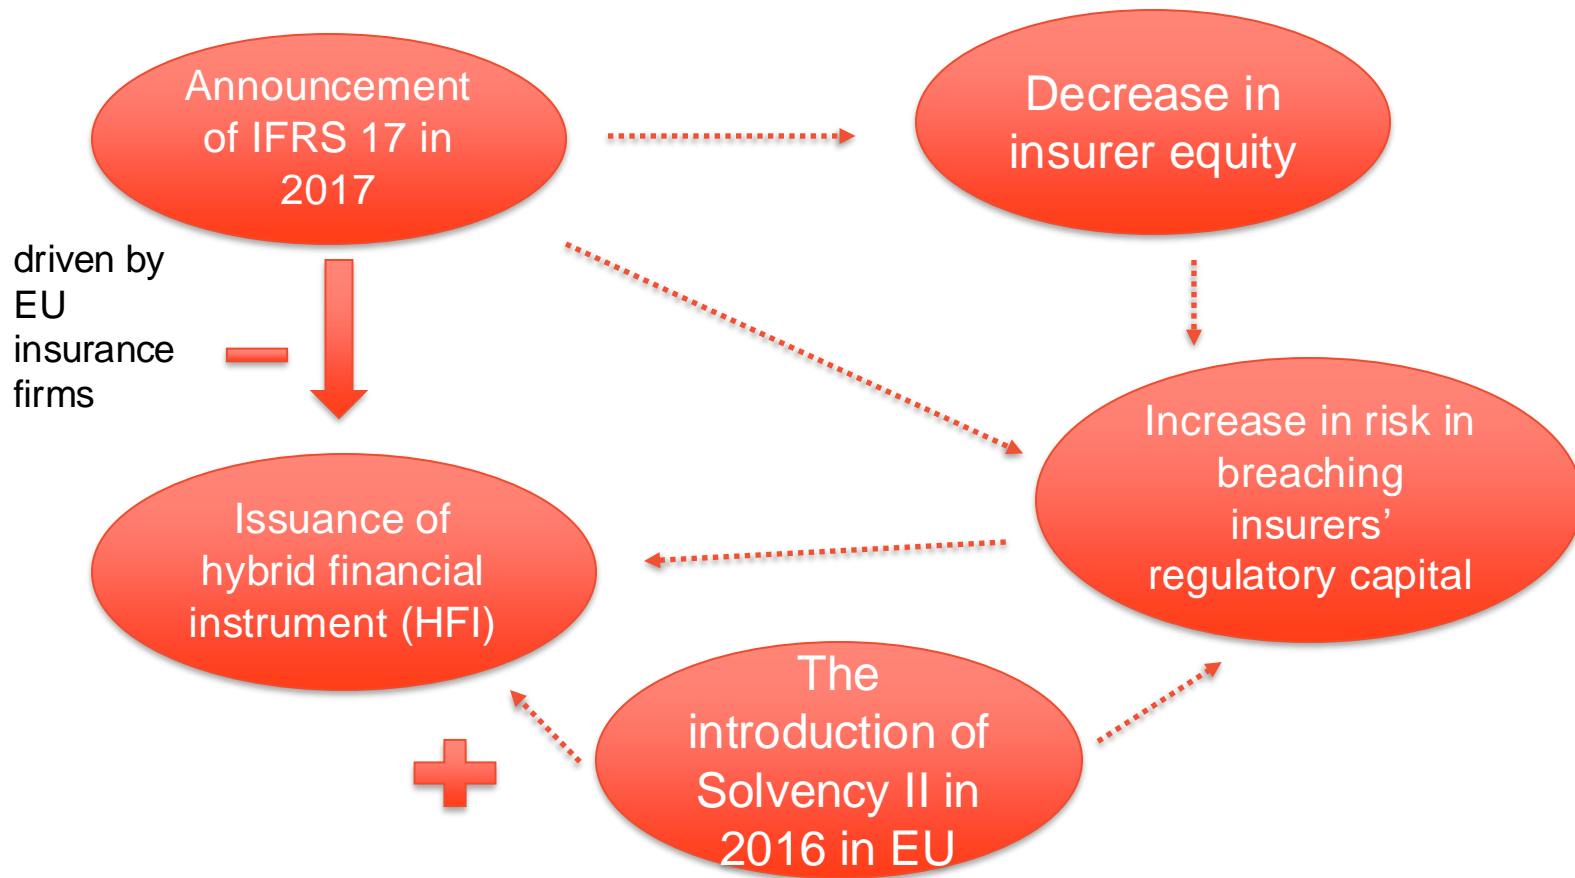 Announcement
of IFRS 17 in
2017
Decrease in
insurer equity
driven by
EU
insurance
firms
Increase in risk in
breaching
insurers’
regulatory capital
Issuance of
hybrid financial
instrument (HFI)
The
introduction of
Solvency II in
2016 in EU